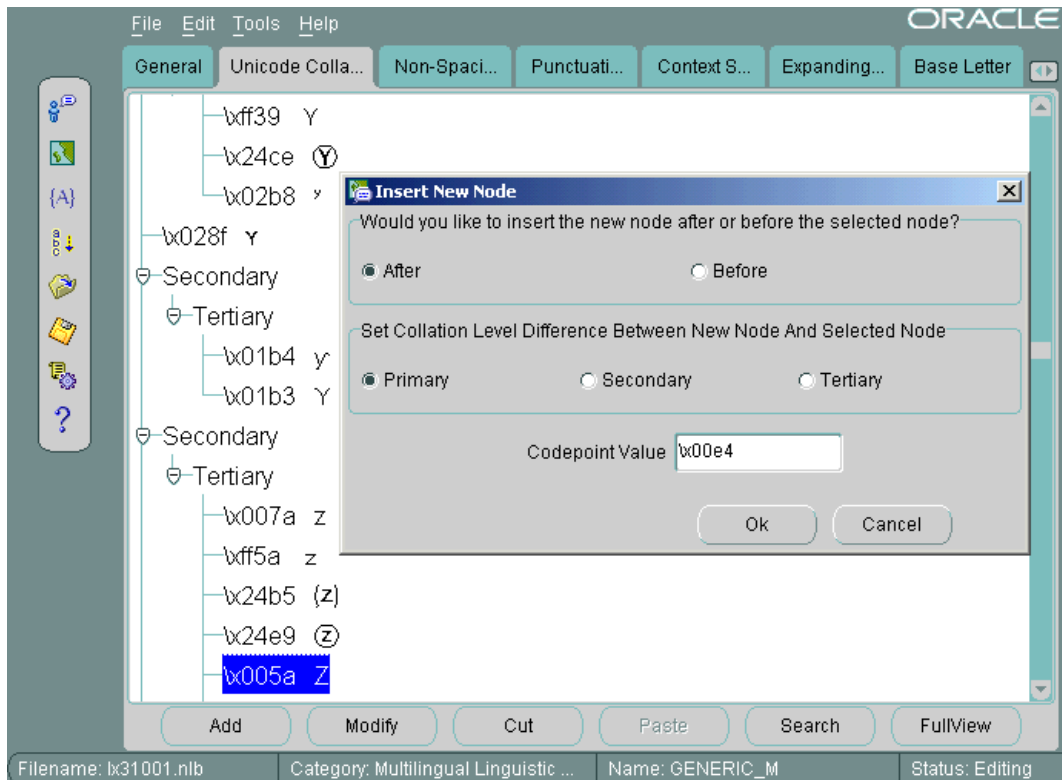 File Edit Tools Help
ORACLE
General Unicode Colla... Non-Spaci... Punctuati... Context S... Expanding... Base Letter
\xff39 Y
\x24ce Ⓨ
\x02b8 ʸ
\x028f ʏ
Secondary
Tertiary
\x01b4 ƴ
\x01b3 Ƴ
Secondary
Tertiary
\x007a z
\xff5a z
\x24b5 (z)
\x24e9 ⓩ
\x005a Z
Insert New Node
Would you like to insert the new node after or before the selected node?
After Before
Set Collation Level Difference Between New Node And Selected Node
Primary Secondary Tertiary
Codepoint Value \x00e4
Ok Cancel
Add Modify Cut Paste Search FullView
Filename: lx31001.nlb Category: Multilingual Linguistic ... Name: GENERIC_M Status: Editing
{A}
a
b
c
?